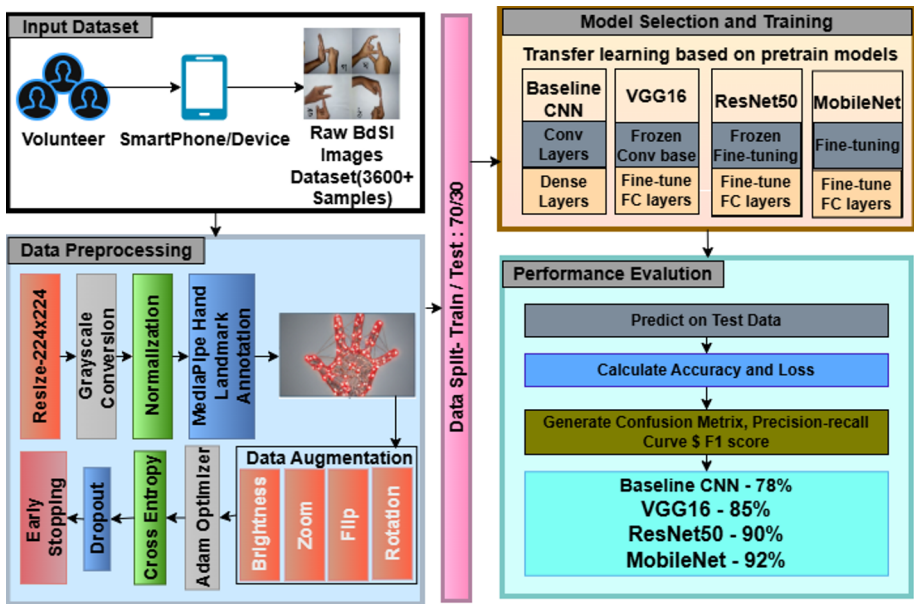 Input Dataset
Volunteer
SmartPhone/Device
Raw BdSl
Images
Dataset(3600+
Samples)
Data Preprocessing
Resize-224x224
Grayscale
Conversion
Normalization
MediaPipe Hand
Landmark
Annotation
Data Augmentation
Brightness
Zoom
Flip
Rotation
Adam Optimizer
Cross Entropy
Dropout
Early
Stopping
Data Split- Train / Test : 70/30
Model Selection and Training
Transfer learning based on pretrain models
Baseline
CNN
Conv
Layers
Dense
Layers
VGG16
Frozen
Conv base
Fine-tune
FC layers
ResNet50
Frozen
Fine-tuning
Fine-tune
FC layers
MobileNet
Fine-tuning
Fine-tune
FC layers
Performance Evalution
Predict on Test Data
Calculate Accuracy and Loss
Generate Confusion Metrix, Precision-recall
Curve $ F1 score
Baseline CNN - 78%
VGG16 - 85%
ResNet50 - 90%
MobileNet - 92%